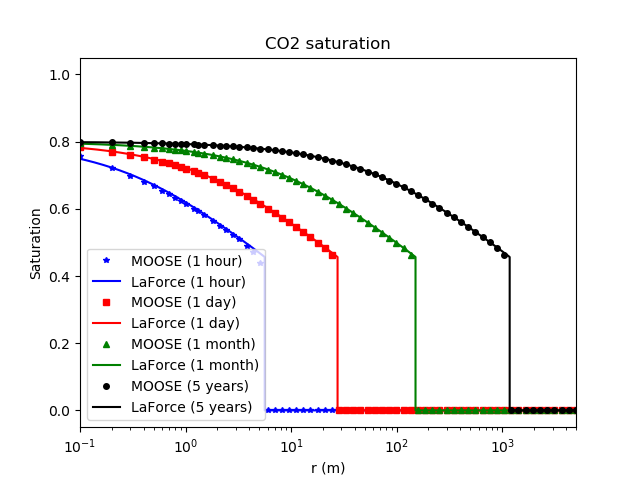 CO2 saturation
1.0
0.8
0.6
0.4
0.2
0.0
Saturation
MOOSE (1 hour)
LaForce (1 hour)
MOOSE (1 day)
LaForce (1 day)
MOOSE (1 month)
LaForce (1 month)
MOOSE (5 years)
LaForce (5 years)
10⁻¹ 10⁰ 10¹ 10² 10³
r (m)